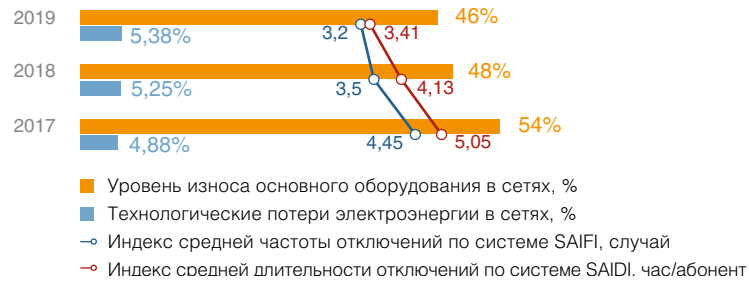 2019 46%
5,38% 3,2 3,41
2018 48%
5,25% 3,5 4,13
2017 54%
4,88% 4,45 5,05
Уровень износа основного оборудования в сетях, %
Технологические потери электроэнергии в сетях, %
Индекс средней частоты отключений по системе SAIFI, случай
Индекс средней длительности отключений по системе SAIDI, час/абонент